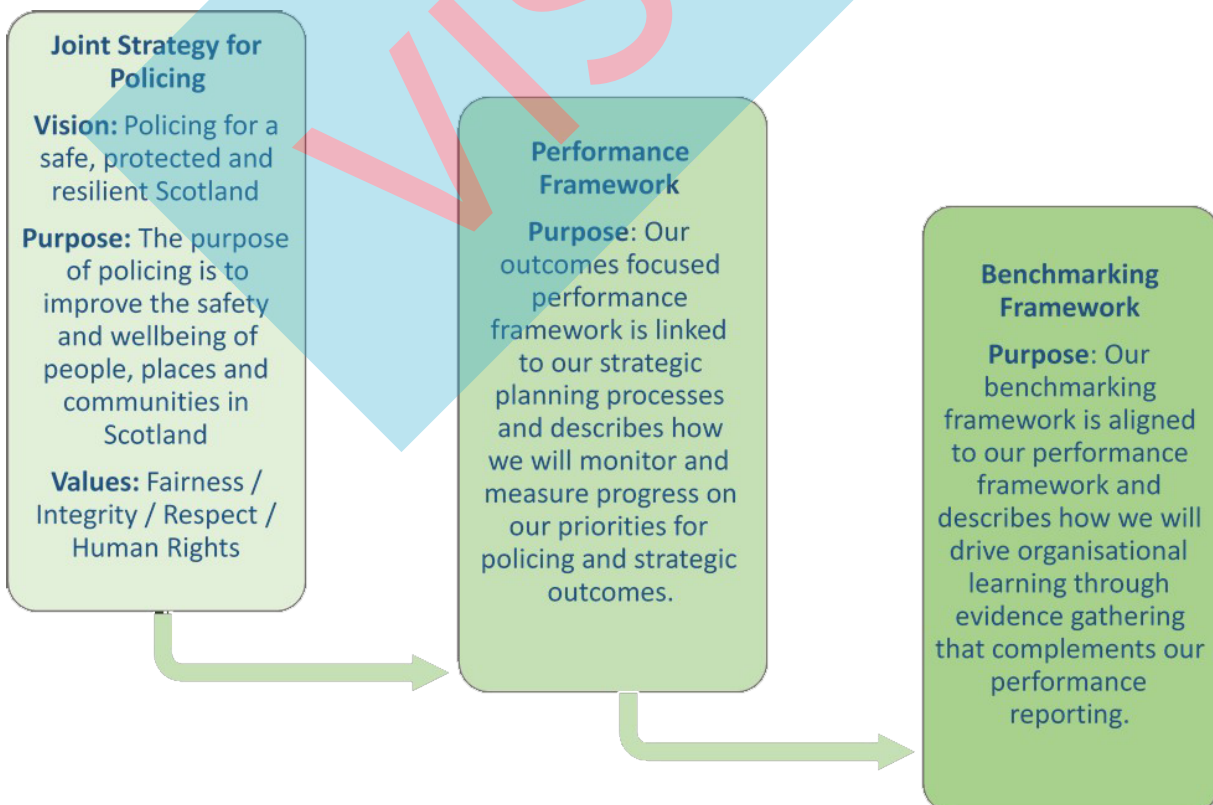 Joint Strategy for
Policing
Vision: Policing for a
safe, protected and
resilient Scotland
Purpose: The purpose
of policing is to
improve the safety
and wellbeing of
people, places and
communities in
Scotland
Values: Fairness /
Integrity / Respect /
Human Rights
Performance
Framework
Purpose: Our
outcomes focused
performance
framework is linked
to our strategic
planning processes
and describes how
we will monitor and
measure progress on
our priorities for
policing and strategic
outcomes.
Benchmarking
Framework
Purpose: Our
benchmarking
framework is aligned
to our performance
framework and
describes how we will
drive organisational
learning through
evidence gathering
that complements our
performance
reporting.